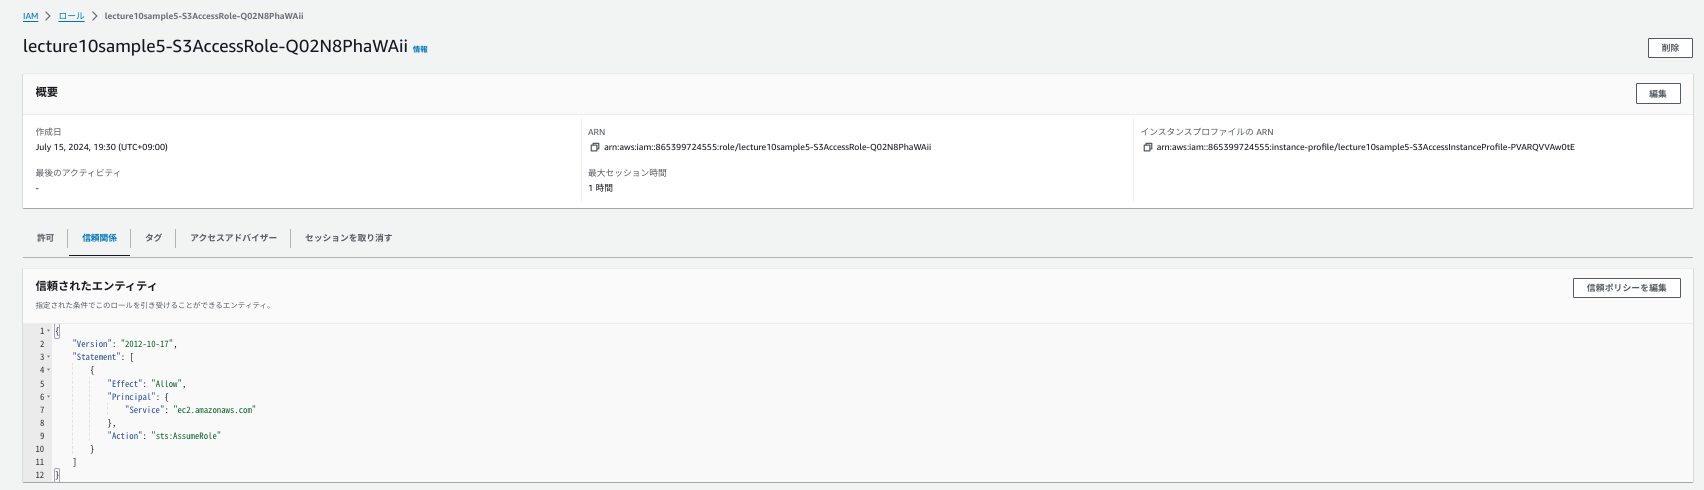 IAM > ロール > lecture10sample5-S3AccessRole-Q02N8PhaWAii
lecture10sample5-S3AccessRole-Q02N8PhaWAii 情報
削除
概要
編集
作成日
July 15, 2024, 19:30 (UTC+09:00)
ARN
arn:aws:iam::865399724555:role/lecture10sample5-S3AccessRole-Q02N8PhaWAii
インスタンスプロファイルの ARN
arn:aws:iam::865399724555:instance-profile/lecture10sample5-S3AccessInstanceProfile-PVARQVVAw0tE
最後のアクティビティ
-
最大セッション時間
1 時間
許可 信頼関係 タグ アクセスアドバイザー セッションを取り消す
信頼されたエンティティ
指定された条件でこのロールを引き受けることができるエンティティ。
信頼ポリシーを編集
1 {
2 "Version": "2012-10-17",
3 "Statement": [
4 {
5 "Effect": "Allow",
6 "Principal": {
7 "Service": "ec2.amazonaws.com"
8 },
9 "Action": "sts:AssumeRole"
10 }
11 ]
12 }